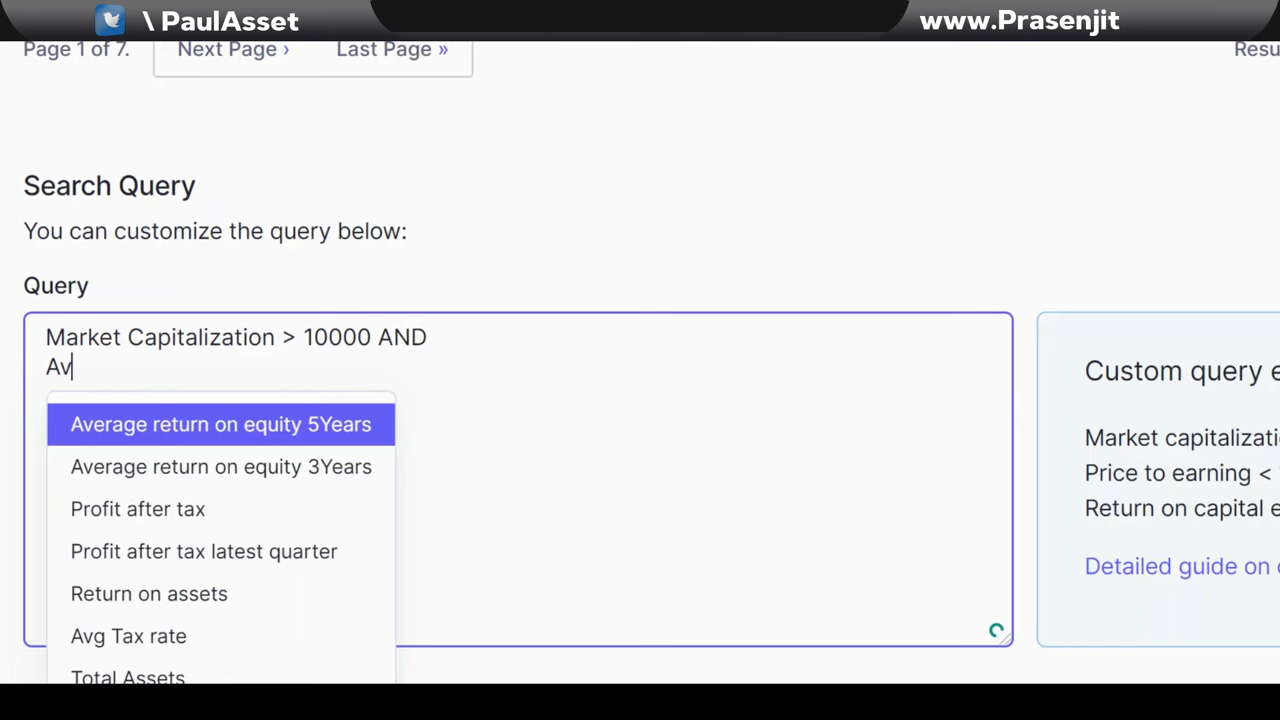 \ PaulAsset
www.Prasenjit
Page 1 of 7.
Next Page ›
Last Page »
Resu
Search Query
You can customize the query below:
Query
Market Capitalization > 10000 AND
Av
Average return on equity 5Years
Average return on equity 3Years
Profit after tax
Profit after tax latest quarter
Return on assets
Avg Tax rate
Total Assets
Custom query e
Market capitalizati
Price to earning <
Return on capital e
Detailed guide on